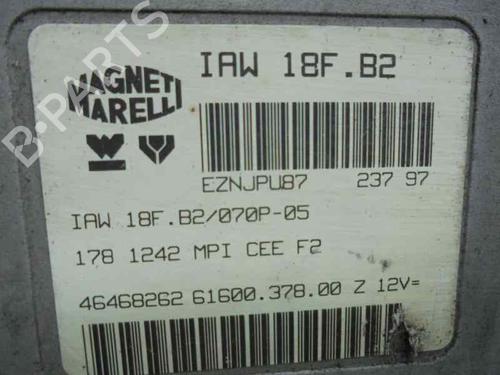 IAW 18F.B2
MAGNETI
MARELLI
EZNJPU87 237 97
IAW 18F.B2/070P-05
178 1242 MPI CEE F2
46468262 61600.378.00 Z 12V=
B-PARTS